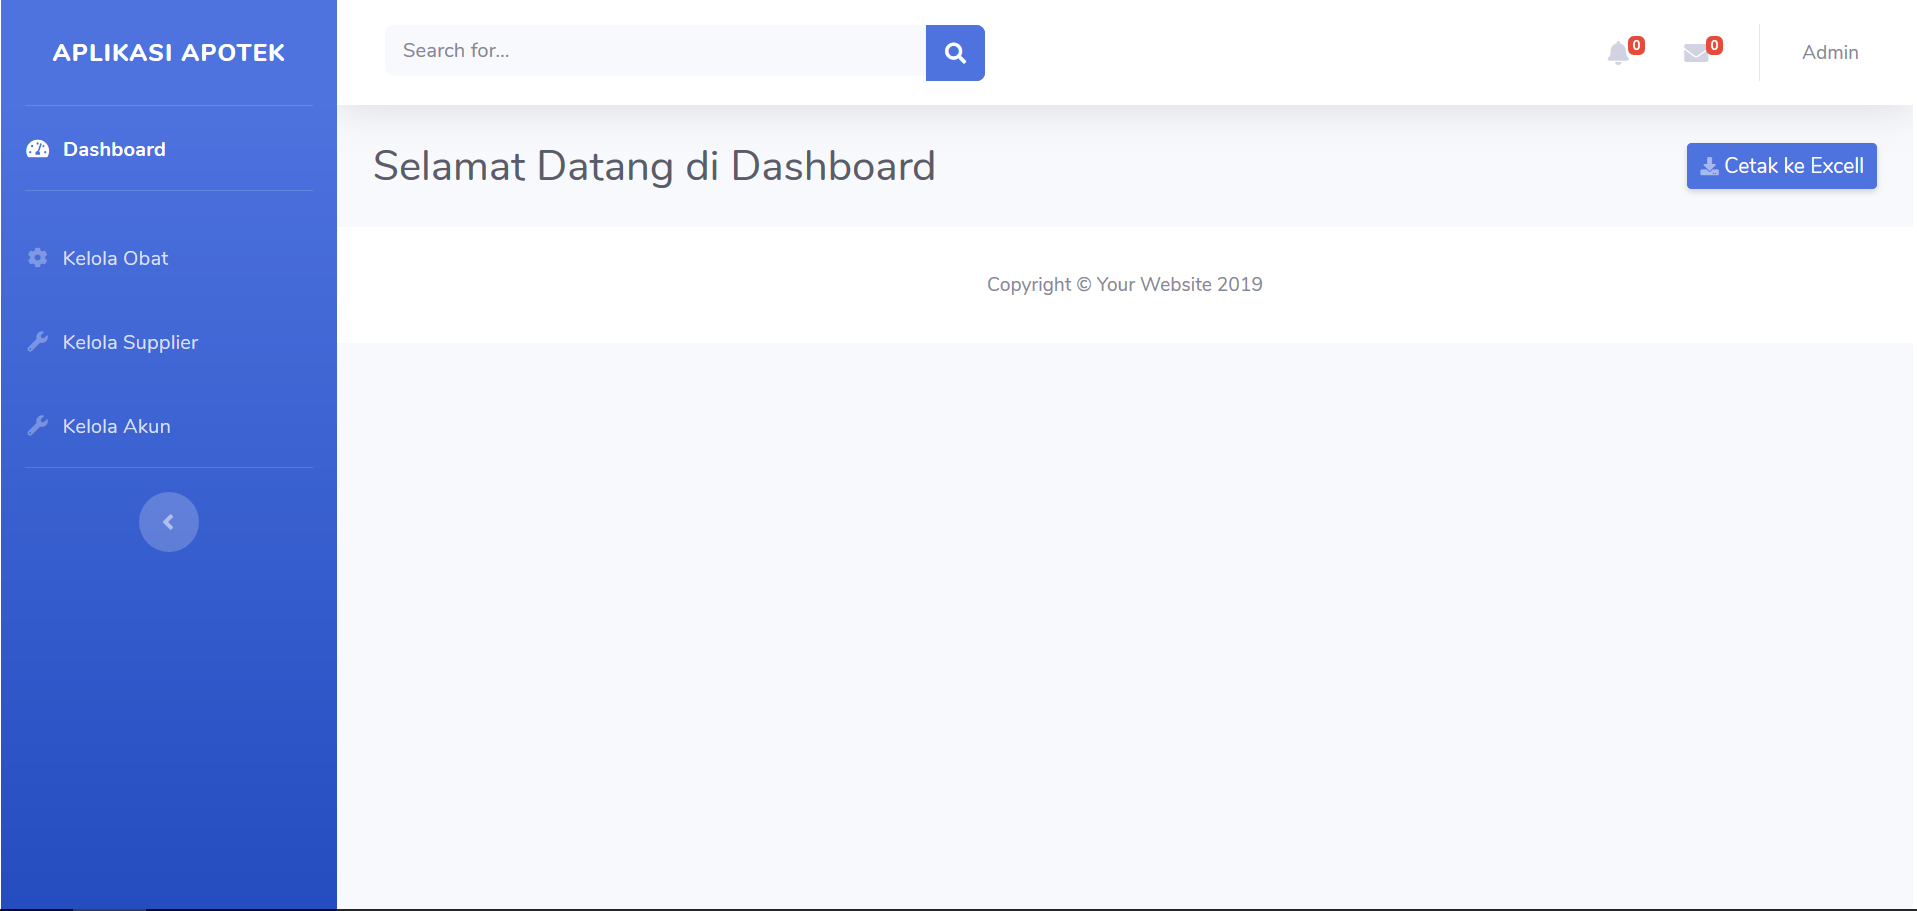 APLIKASI APOTEK
Search for...
0
0
Admin
Dashboard
Selamat Datang di Dashboard
Cetak ke Excell
Kelola Obat
Kelola Supplier
Kelola Akun
Copyright © Your Website 2019